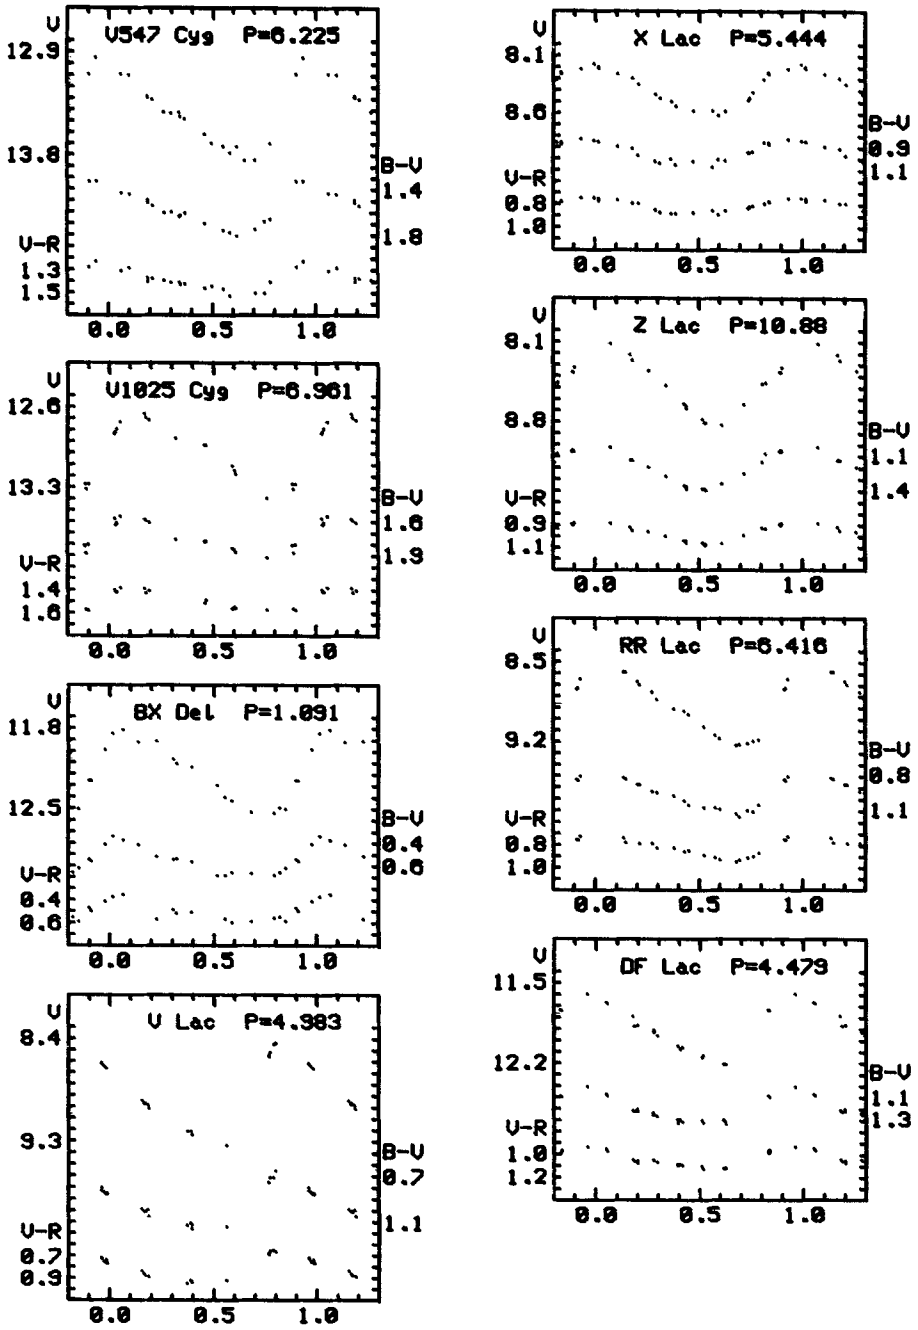 V
V547 Cyg P=6.225
12.9
13.8
B-V
1.4
1.8
V-R
1.3
1.5
0.0 0.5 1.0
V
V1025 Cyg P=6.961
12.6
13.3
B-V
1.6
1.9
V-R
1.4
1.6
0.0 0.5 1.0
V
BX Del P=1.091
11.8
12.5
B-V
0.4
0.6
V-R
0.4
0.6
0.0 0.5 1.0
V
V Lac P=4.983
8.4
9.3
B-V
0.7
1.1
V-R
0.7
0.9
0.0 0.5 1.0
V
X Lac P=5.444
8.1
8.6
B-V
0.9
1.1
V-R
0.8
1.0
0.0 0.5 1.0
V
Z Lac P=10.88
8.1
8.8
B-V
1.1
1.4
V-R
0.9
1.1
0.0 0.5 1.0
V
RR Lac P=6.416
8.5
9.2
B-V
0.8
1.1
V-R
0.8
1.0
0.0 0.5 1.0
V
DF Lac P=4.479
11.5
12.2
B-V
1.1
1.3
V-R
1.0
1.2
0.0 0.5 1.0